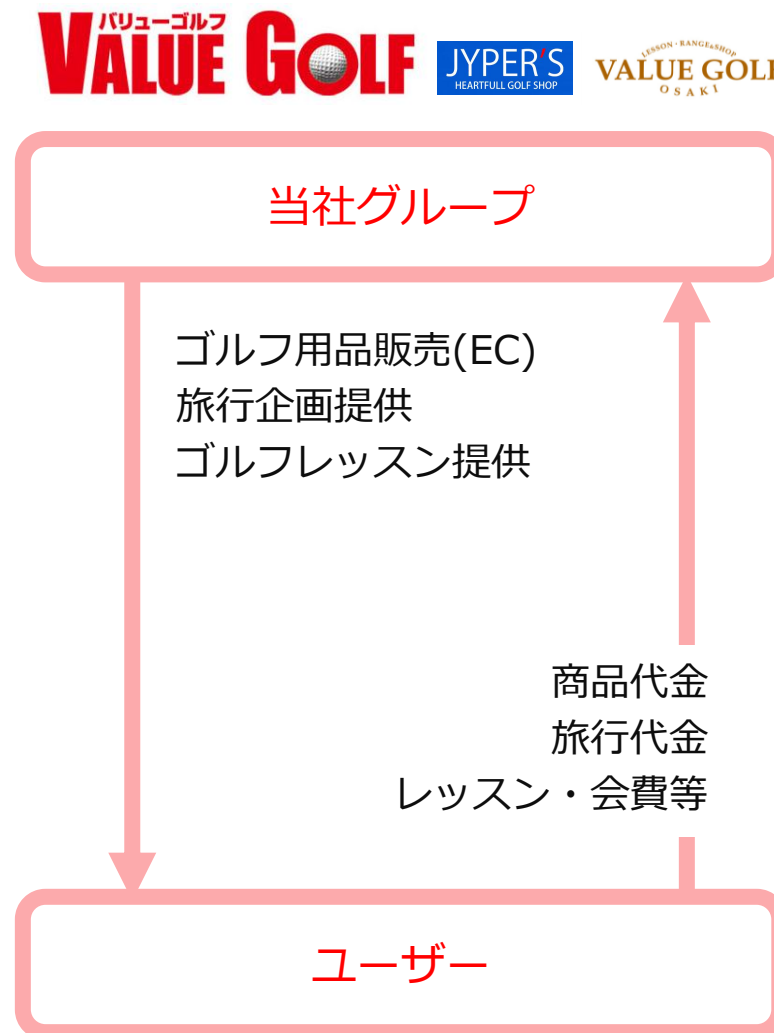 バリューゴルフ
VALUE GOLF
JYPER'S
HEARTFULL GOLF SHOP
LESSON・RANGE&SHOP
VALUE GOLF
OSAKI
当社グループ
ゴルフ用品販売(EC)
旅行企画提供
ゴルフレッスン提供
商品代金
旅行代金
レッスン・会費等
ユーザー